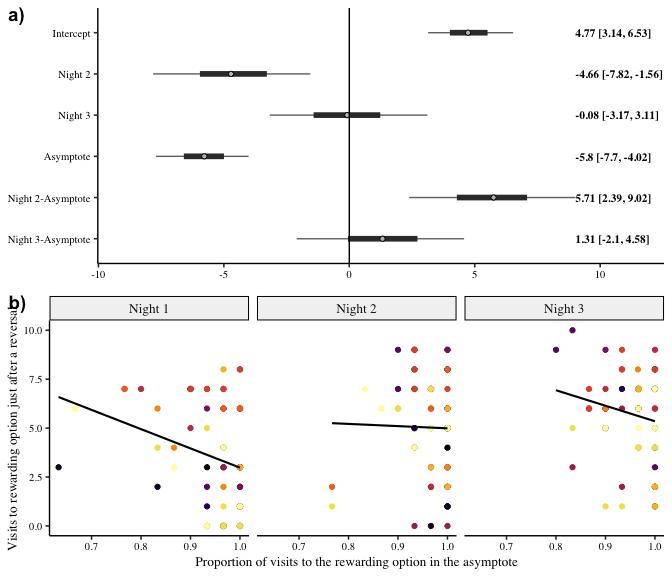 a)
Intercept 4.77 [3.14, 6.53]
Night 2 -4.66 [-7.82, -1.56]
Night 3 -0.08 [-3.17, 3.11]
Asymptote -5.8 [-7.7, -4.02]
Night 2-Asymptote 5.71 [2.39, 9.02]
Night 3-Asymptote 1.31 [-2.1, 4.58]
-10 -5 0 5 10
b)
Night 1 Night 2 Night 3
Visits to rewarding option just after a reversal
10.0
7.5
5.0
2.5
0.0
0.7 0.8 0.9 1.0 0.7 0.8 0.9 1.0 0.7 0.8 0.9 1.0
Proportion of visits to the rewarding option in the asymptote